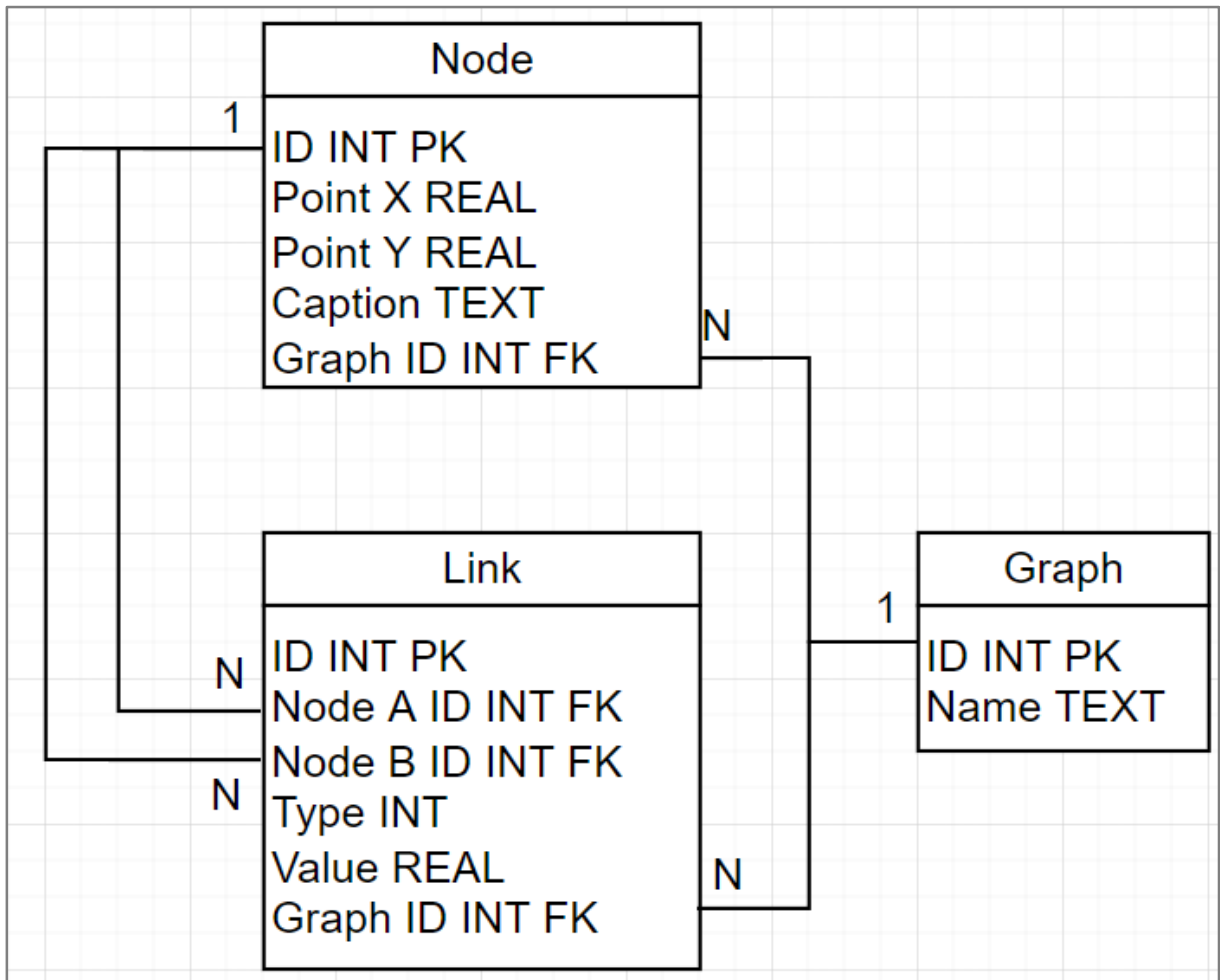 Node
1
ID INT PK
Point X REAL
Point Y REAL
Caption TEXT
Graph ID INT FK
N
Link
N
ID INT PK
Node A ID INT FK
Node B ID INT FK
N
Type INT
Value REAL
Graph ID INT FK
N
Graph
1
ID INT PK
Name TEXT